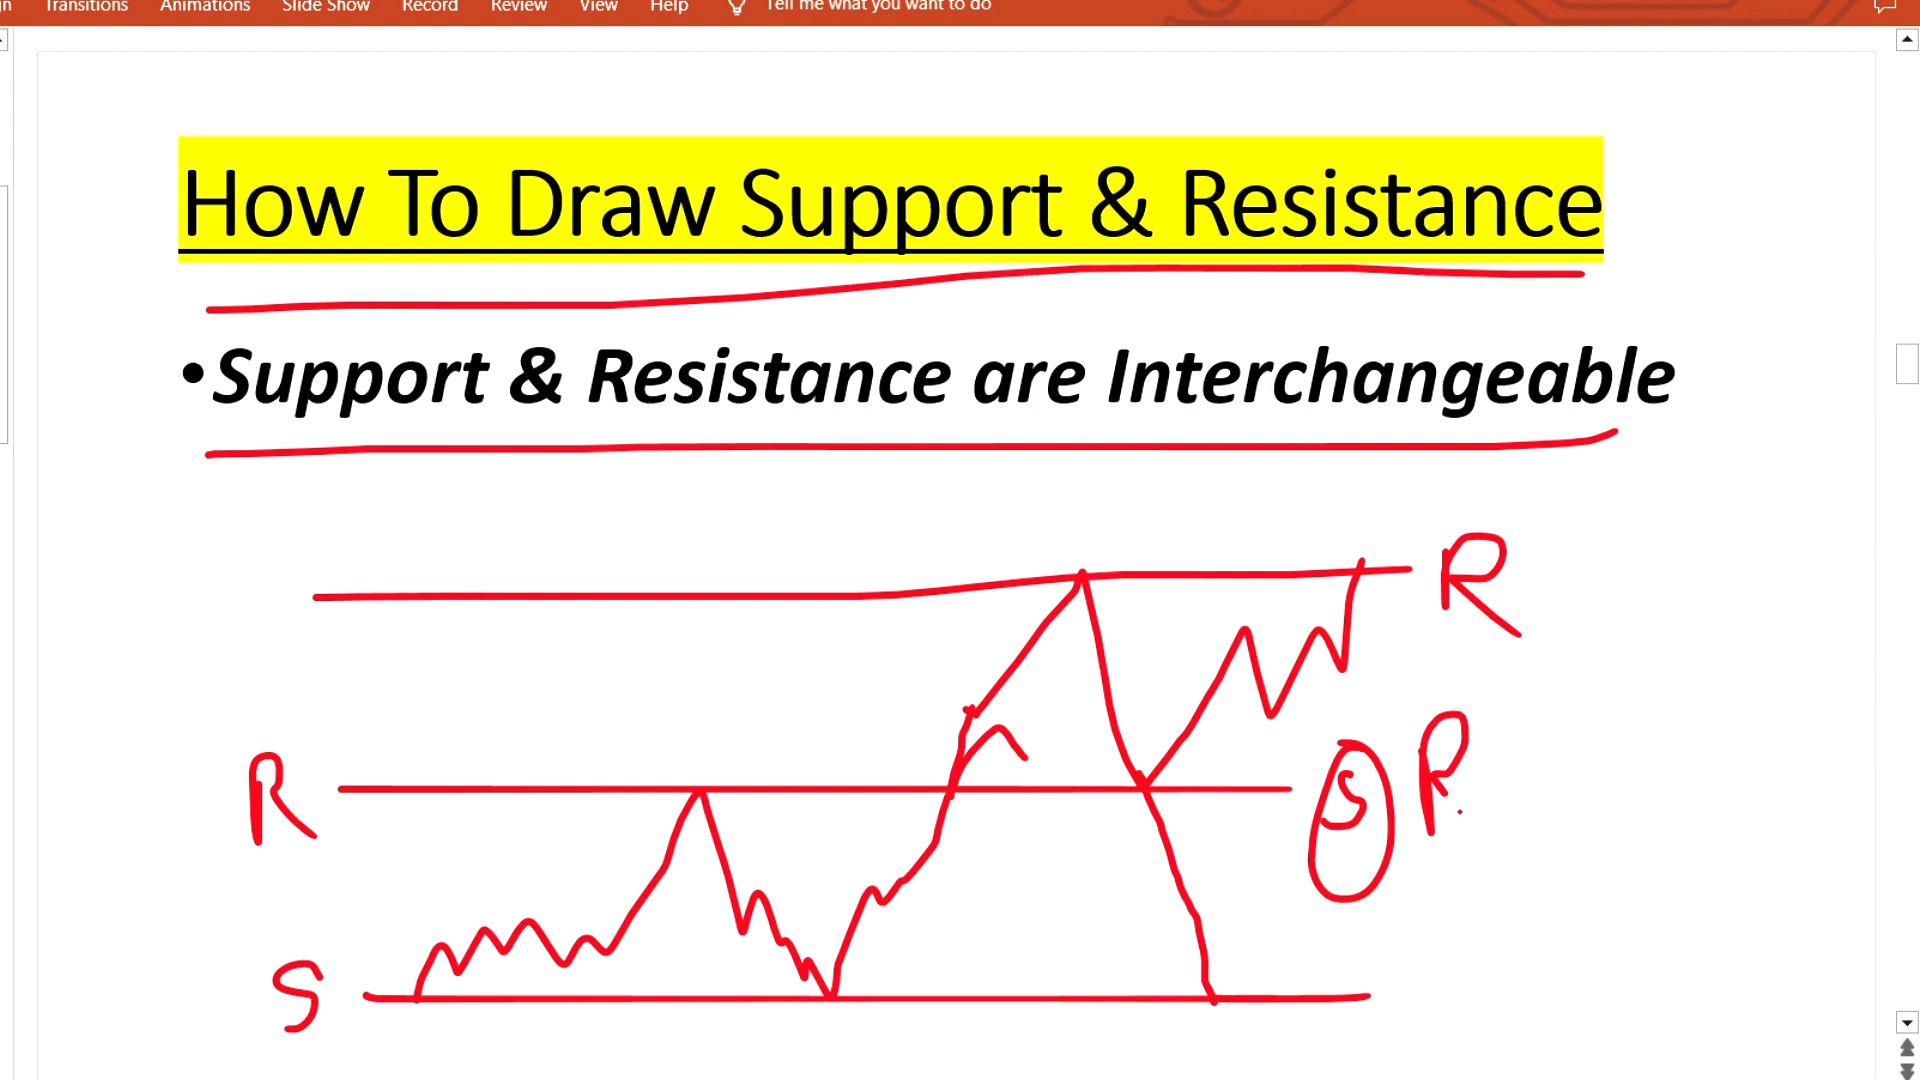 Transitions Animations Slide Show Record Review View Help Tell me what you want to do
How To Draw Support & Resistance
•Support & Resistance are Interchangeable
R
R S R
S